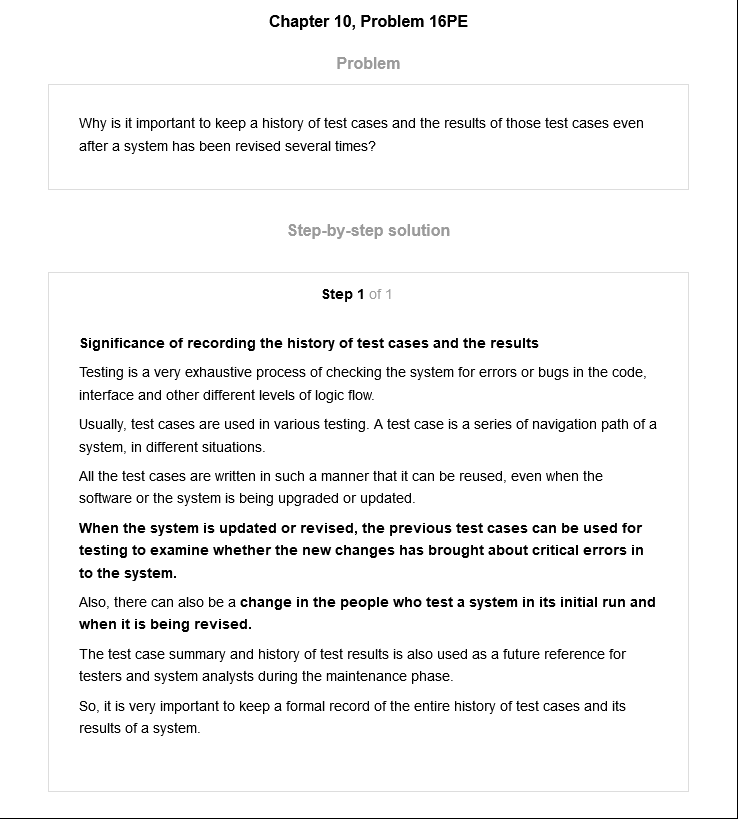 Chapter 10, Problem 16PE
Problem
Why is it important to keep a history of test cases and the results of those test cases even
after a system has been revised several times?
Step-by-step solution
Step 1 of 1
Significance of recording the history of test cases and the results
Testing is a very exhaustive process of checking the system for errors or bugs in the code,
interface and other different levels of logic flow.
Usually, test cases are used in various testing. A test case is a series of navigation path of a
system, in different situations.
All the test cases are written in such a manner that it can be reused, even when the
software or the system is being upgraded or updated.
When the system is updated or revised, the previous test cases can be used for
testing to examine whether the new changes has brought about critical errors in
to the system.
Also, there can also be a change in the people who test a system in its initial run and
when it is being revised.
The test case summary and history of test results is also used as a future reference for
testers and system analysts during the maintenance phase.
So, it is very important to keep a formal record of the entire history of test cases and its
results of a system.